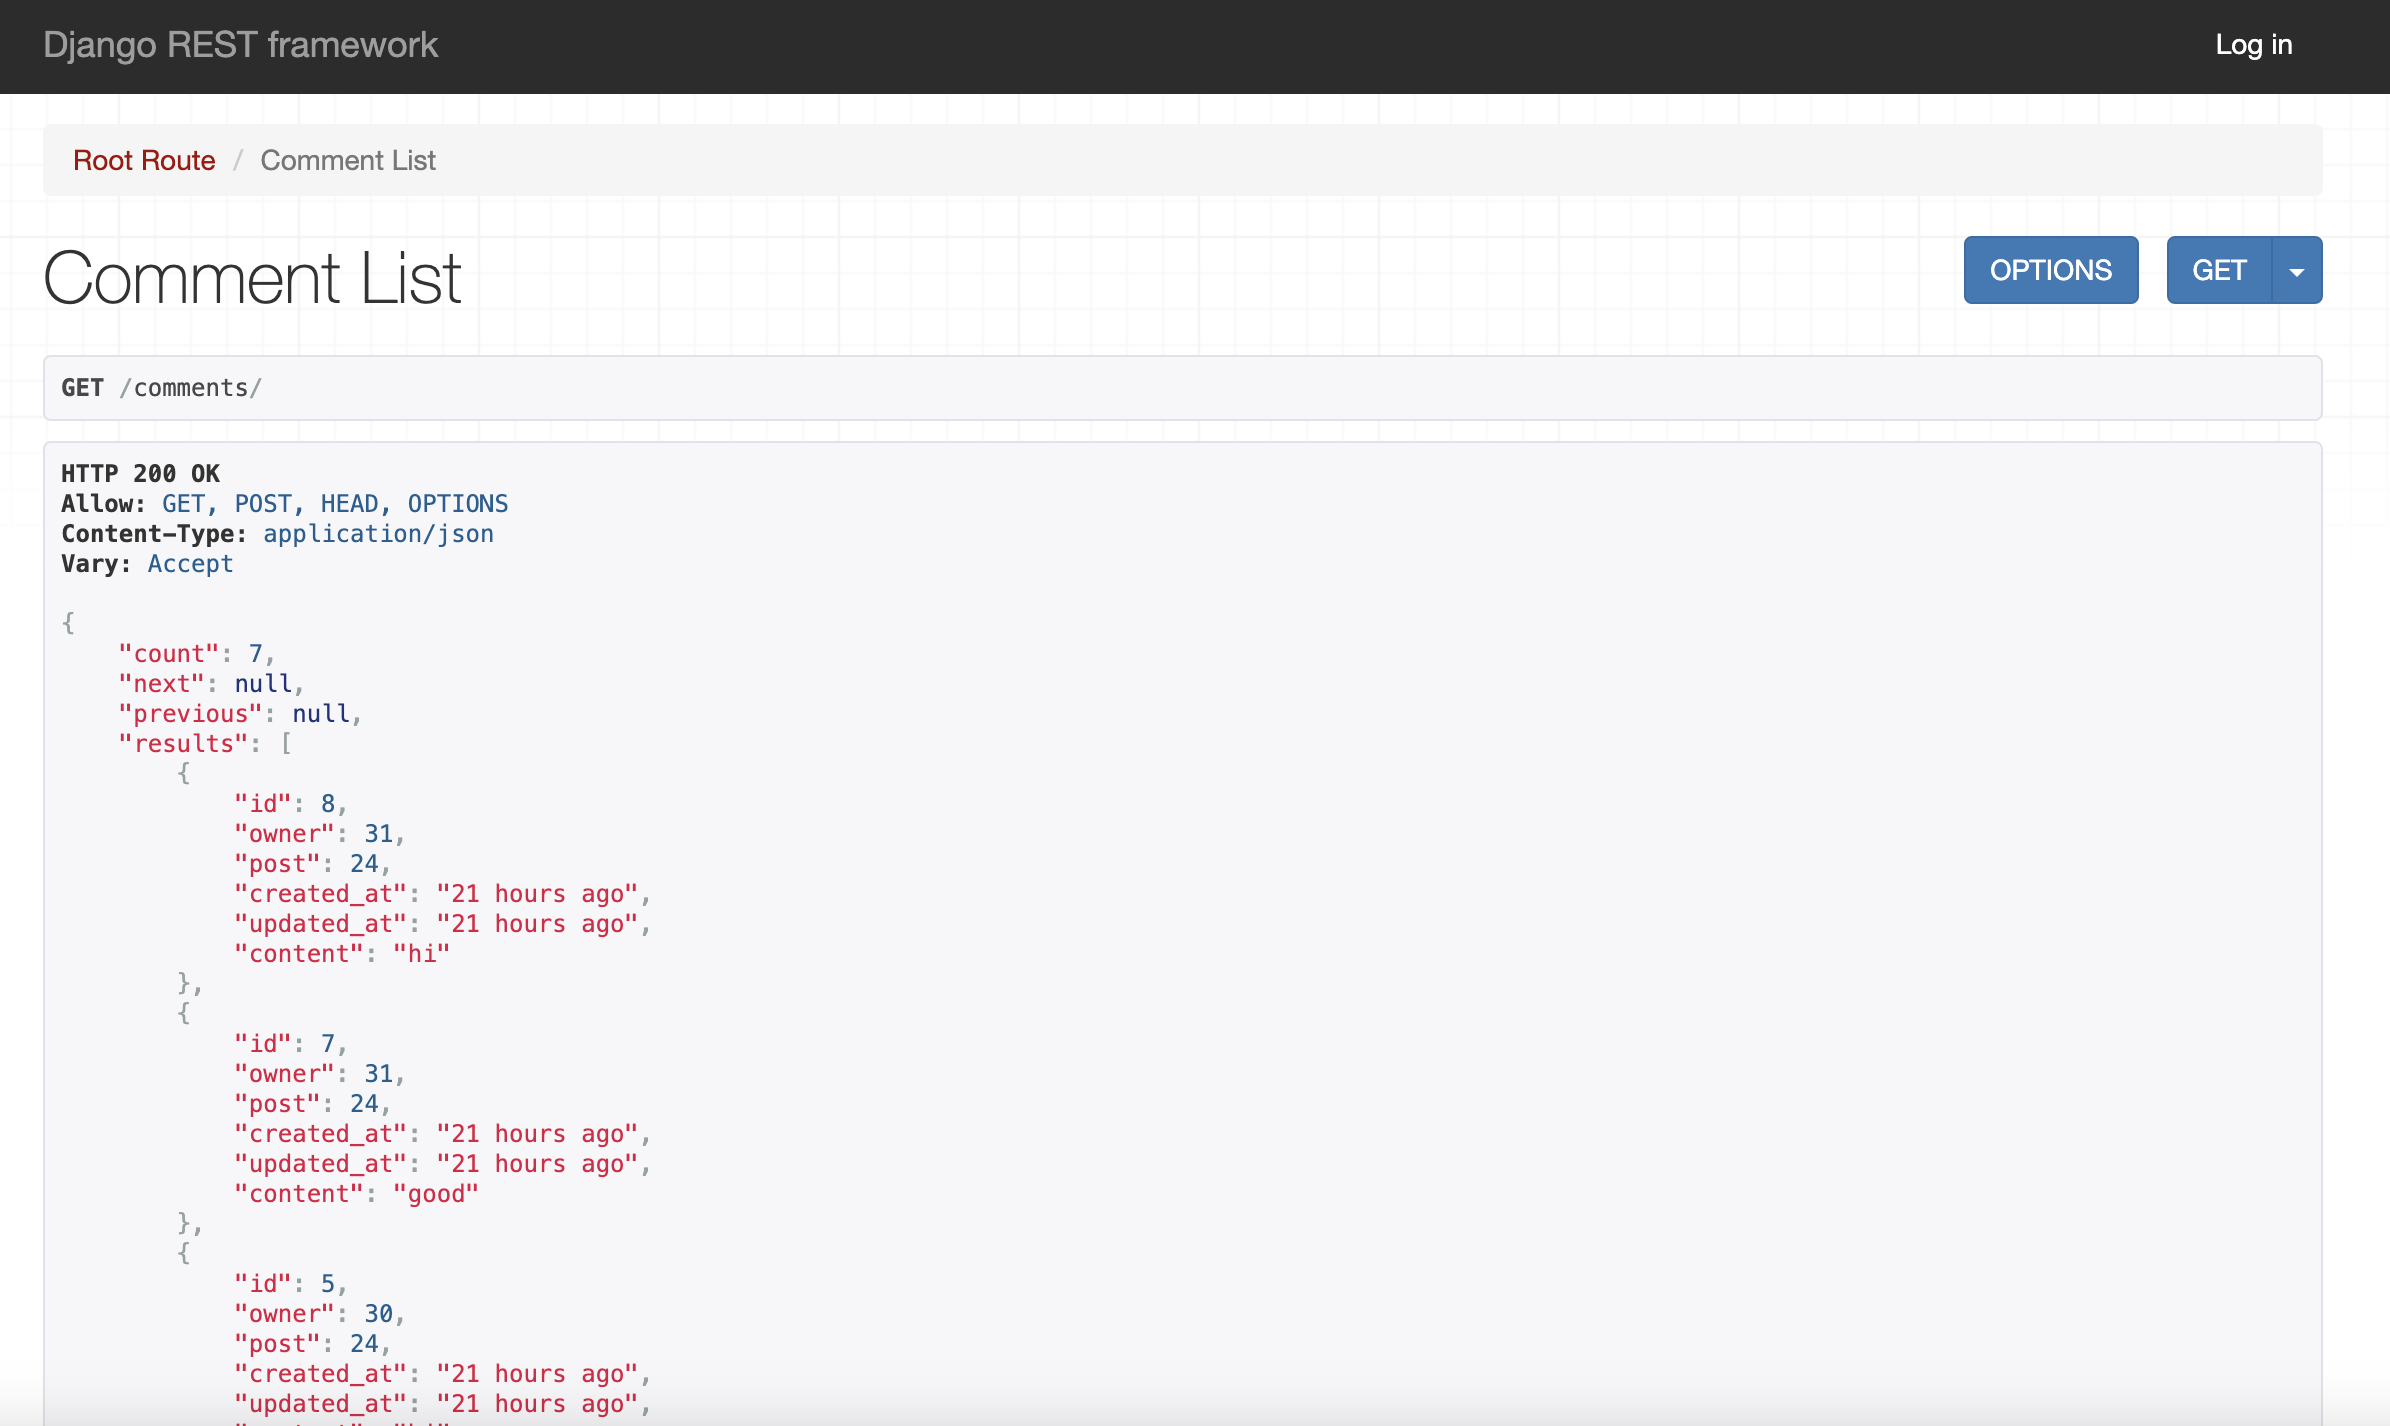 Django REST framework
Log in
Root Route / Comment List
Comment List
OPTIONS
GET
GET /comments/
HTTP 200 OK
Allow: GET, POST, HEAD, OPTIONS
Content-Type: application/json
Vary: Accept
{
    "count": 7,
    "next": null,
    "previous": null,
    "results": [
        {
            "id": 8,
            "owner": 31,
            "post": 24,
            "created_at": "21 hours ago",
            "updated_at": "21 hours ago",
            "content": "hi"
        },
        {
            "id": 7,
            "owner": 31,
            "post": 24,
            "created_at": "21 hours ago",
            "updated_at": "21 hours ago",
            "content": "good"
        },
        {
            "id": 5,
            "owner": 30,
            "post": 24,
            "created_at": "21 hours ago",
            "updated_at": "21 hours ago",